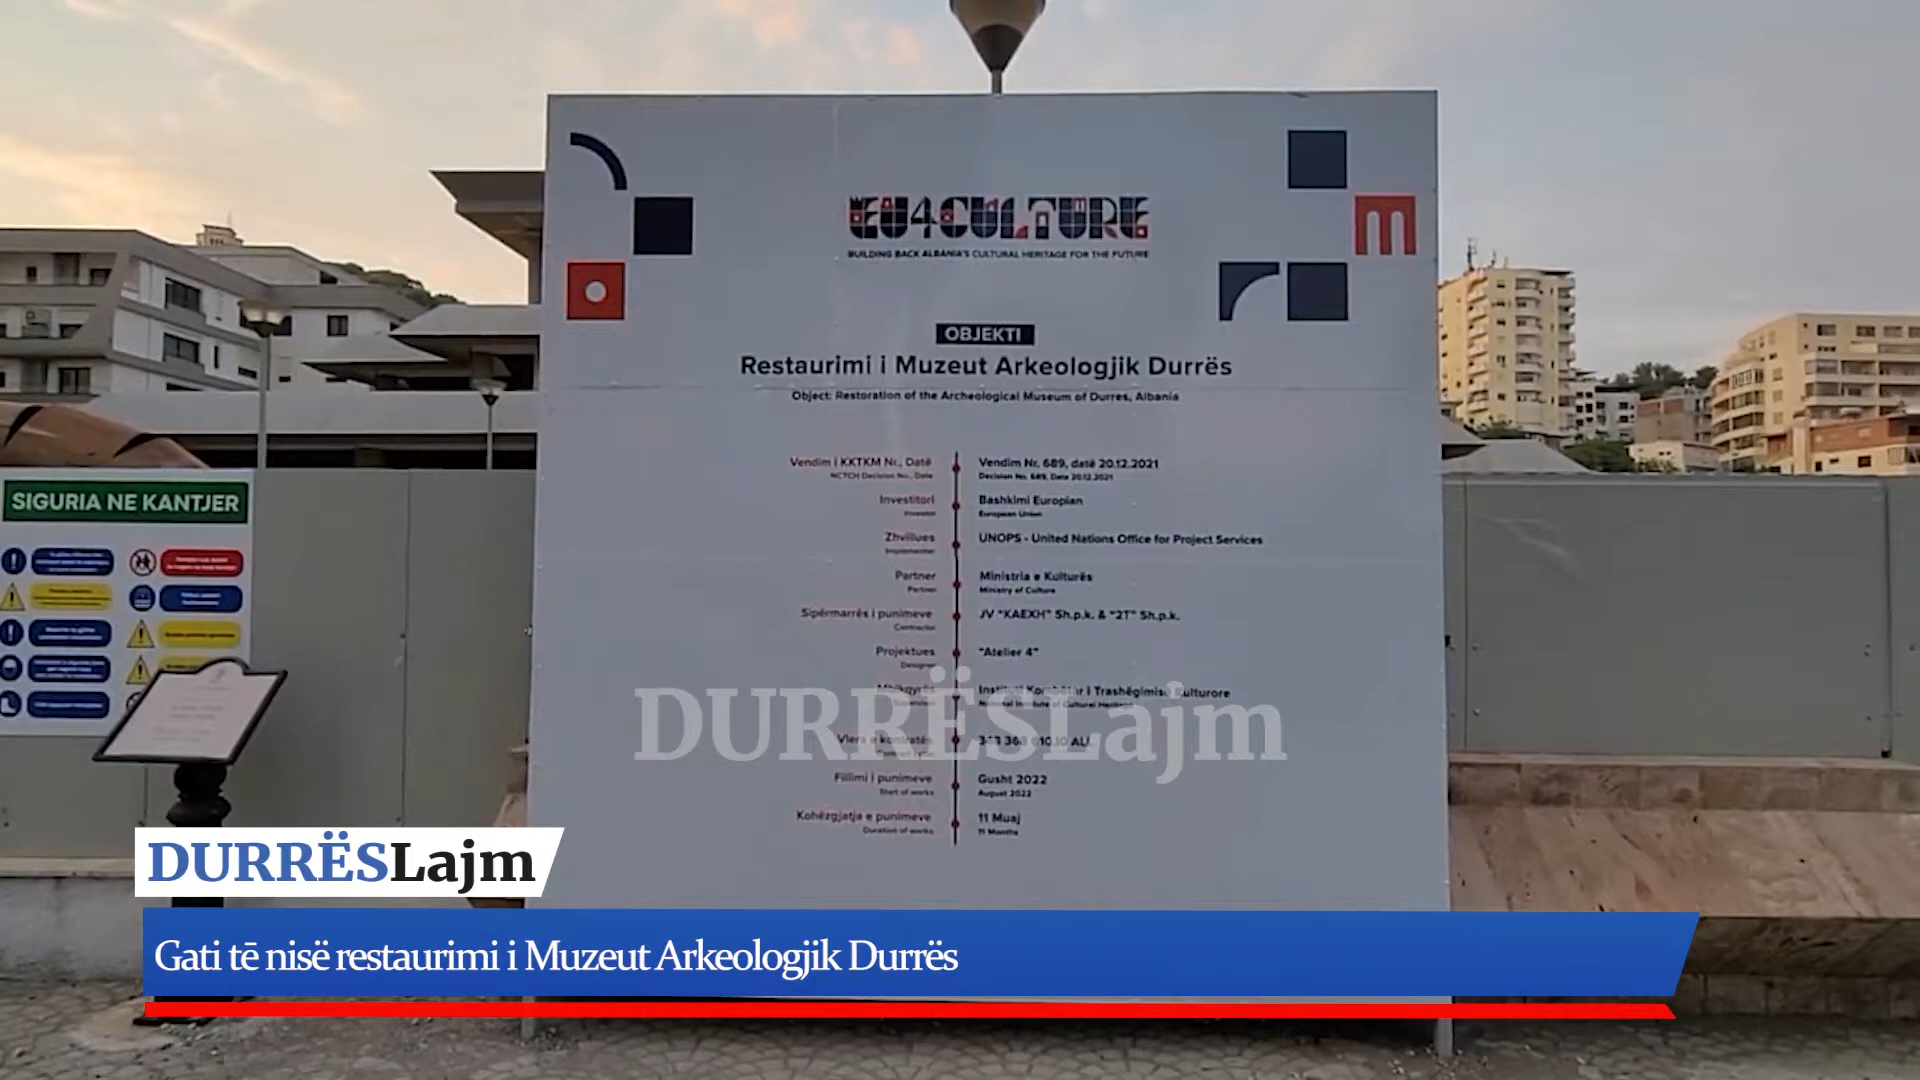 EU4CULTURE
BUILDING BACK ALBANIA'S CULTURAL HERITAGE FOR THE FUTURE
OBJEKTI
Restaurimi i Muzeut Arkeologjik Durrës
Object: Restoration of the Archeological Museum of Durres, Albania
Vendim i KKTKM Nr., Datë
NCTCH Decision No., Date
Vendim Nr. 689, datë 20.12.2021
Decision No. 689, Date 20.12.2021
Investitori
Investor
Bashkimi Europian
European Union
Zhvillues
Implementer
UNOPS - United Nations Office for Project Services
Partner
Partner
Ministria e Kulturës
Ministry of Culture
Sipërmarrës i punimeve
Contractor
JV "KAEXH" Sh.p.k. & "2T" Sh.p.k.
Projektues
Designer
"Atelier 4"
Mbikqyrës
Instituti Kombëtar i Trashëgimisë Kulturore
National Institute of Cultural Heritage
Vlera e kontratës
Fillimi i punimeve
Start of works
Gusht 2022
August 2022
Kohëzgjatja e punimeve
Duration of works
11 Muaj
11 Months
SIGURIA NE KANTJER
DURRËSLajm
DURRËSLajm
Gati të nisë restaurimi i Muzeut Arkeologjik Durrës